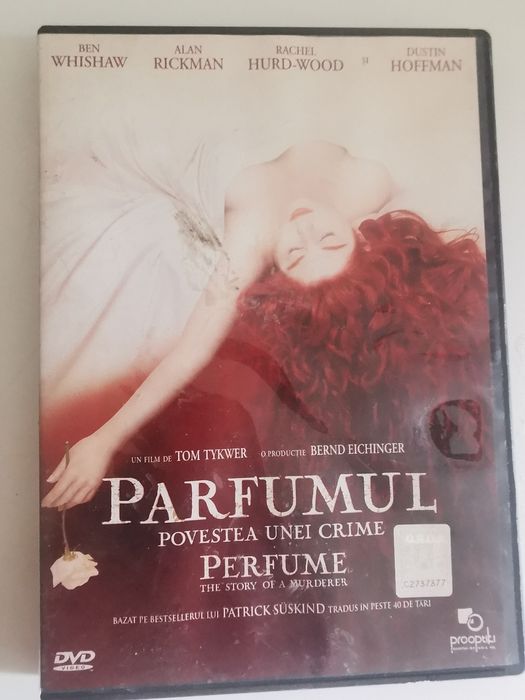 BEN WHISHAW
ALAN RICKMAN
RACHEL HURD-WOOD
ȘI
DUSTIN HOFFMAN
UN FILM DE TOM TYKWER O PRODUCȚIE BERND EICHINGER
PARFUMUL
POVESTEA UNEI CRIME
PERFUME
THE STORY OF A MURDERER
BAZAT PE BESTSELLERUL LUI PATRICK SÜSKIND TRADUS ÎN PESTE 40 DE ȚĂRI
C2737377
DVD
VIDEO
prooptiki